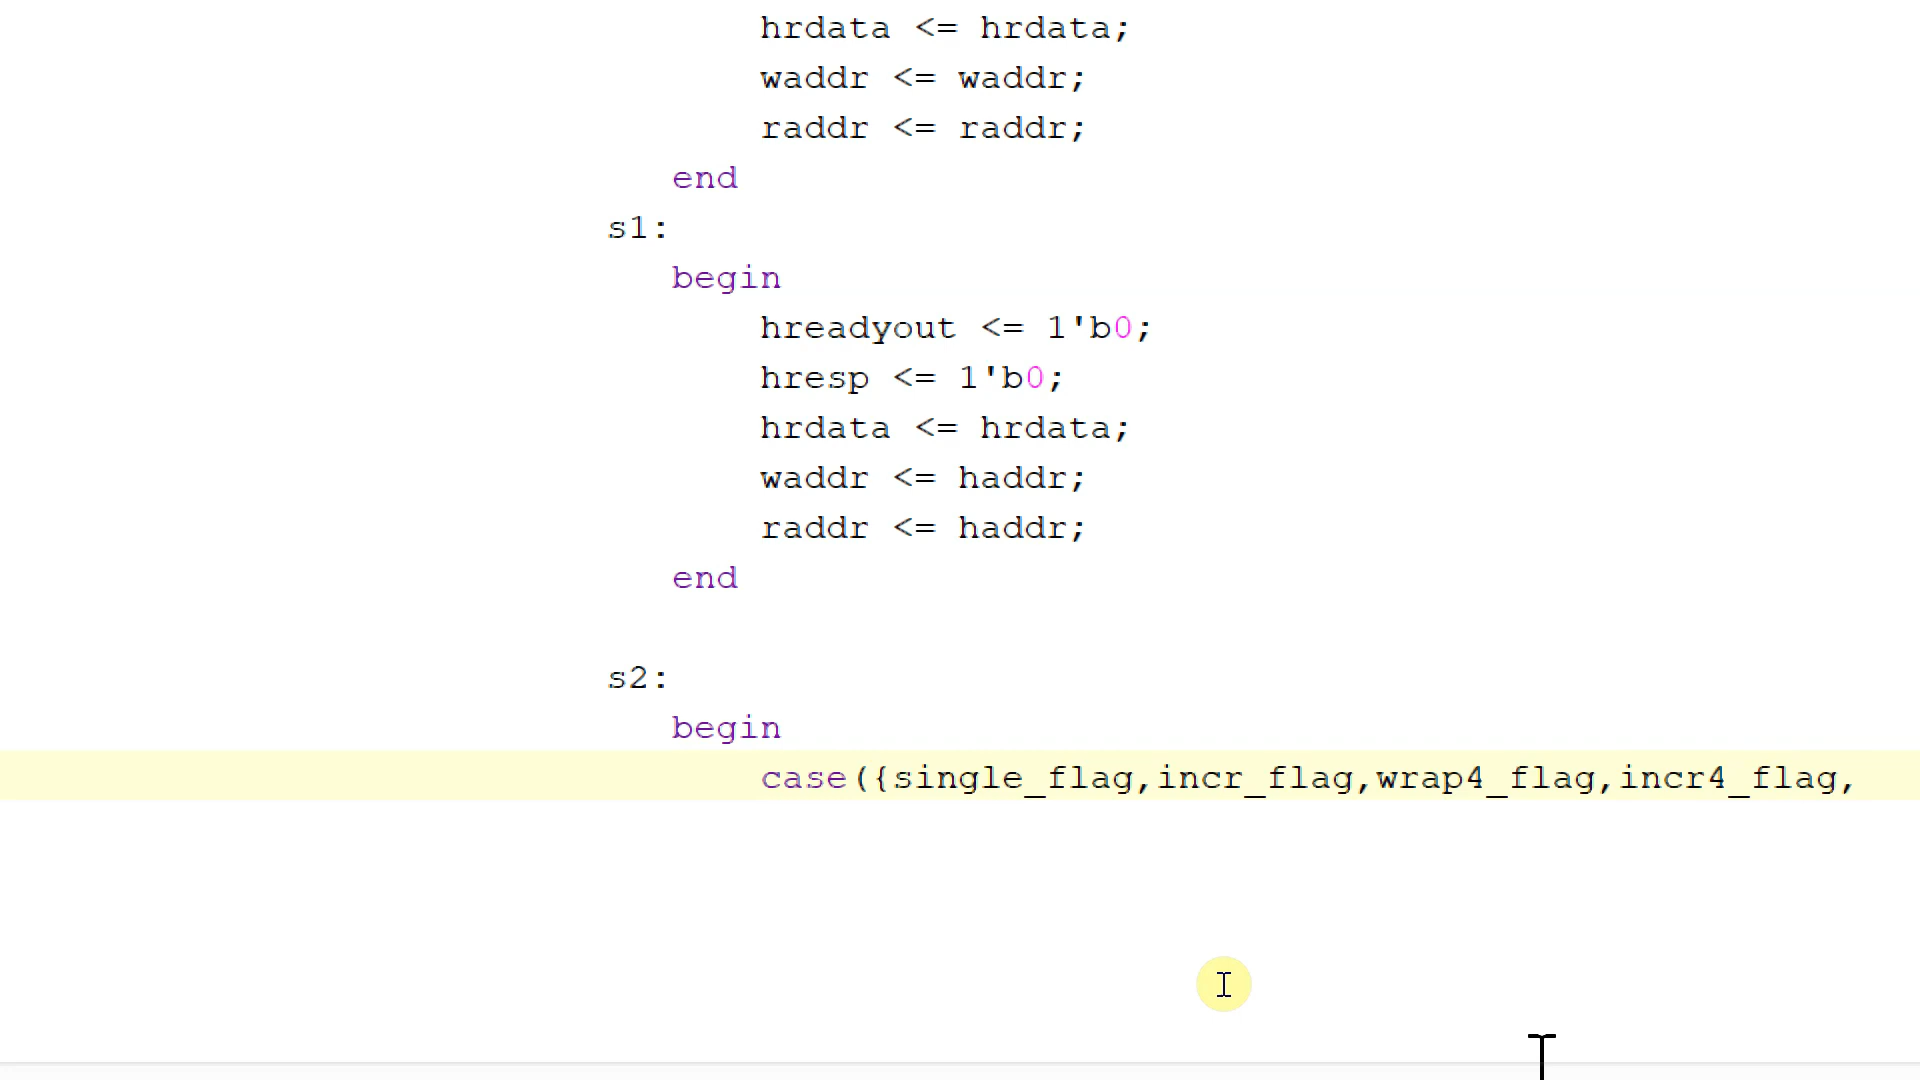 hrdata <= hrdata;
waddr <= waddr;
raddr <= raddr;
end
s1:
begin
hreadyout <= 1'b0;
hresp <= 1'b0;
hrdata <= hrdata;
waddr <= haddr;
raddr <= haddr;
end
s2:
begin
case({single_flag,incr_flag,wrap4_flag,incr4_flag,